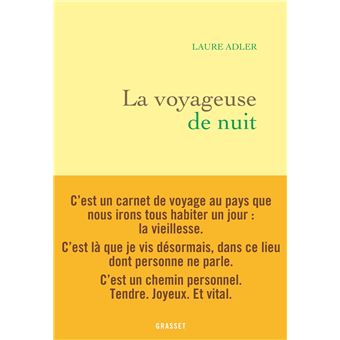 LAURE ADLER
La voyageuse
de nuit
C'est un carnet de voyage au pays que
nous irons tous habiter un jour :
la vieillesse.
C'est là que je vis désormais, dans ce lieu
dont personne ne parle.
C'est un chemin personnel.
Tendre. Joyeux. Et vital.
GRASSET